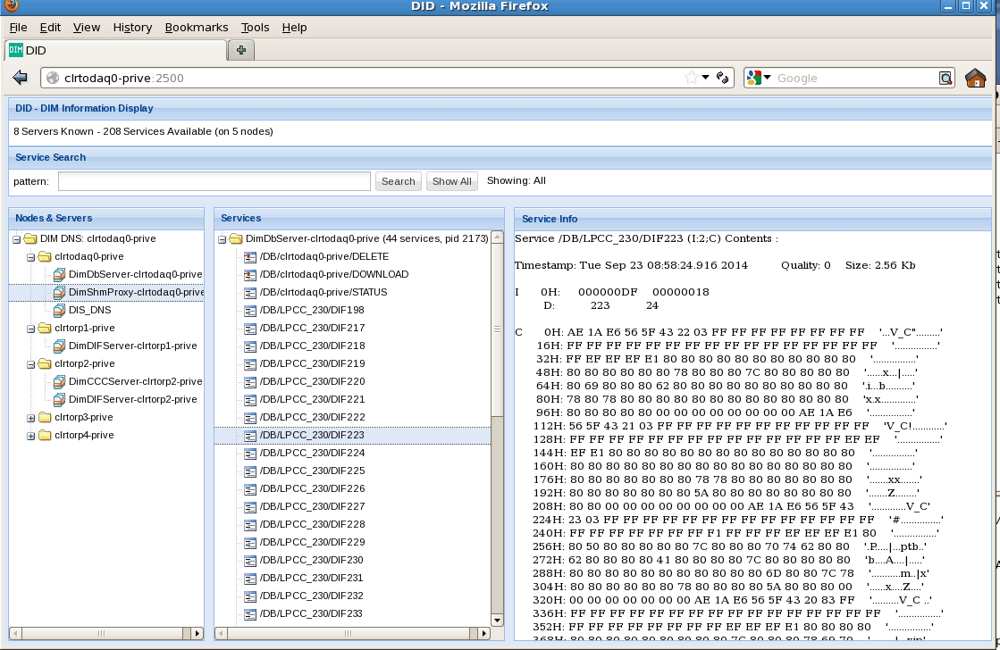 DID - Mozilla Firefox
File Edit View History Bookmarks Tools Help
DIM DID
clrtodaq0-prive:2500
Google
DID - DIM Information Display
8 Servers Known - 208 Services Available (on 5 nodes)
Service Search
pattern: Search Show All Showing: All
Nodes & Servers
DIM DNS: clrtodaq0-prive
clrtodaq0-prive
DimDbServer-clrtodaq0-prive
DimShmProxy-clrtodaq0-prive
DIS_DNS
clrtorp1-prive
DimDIFServer-clrtorp1-prive
clrtorp2-prive
DimCCCServer-clrtorp2-prive
DimDIFServer-clrtorp2-prive
clrtorp3-prive
clrtorp4-prive
Services
DimDbServer-clrtodaq0-prive (44 services, pid 2173)
/DB/clrtodaq0-prive/DELETE
/DB/clrtodaq0-prive/DOWNLOAD
/DB/clrtodaq0-prive/STATUS
/DB/LPCC_230/DIF198
/DB/LPCC_230/DIF217
/DB/LPCC_230/DIF218
/DB/LPCC_230/DIF219
/DB/LPCC_230/DIF220
/DB/LPCC_230/DIF221
/DB/LPCC_230/DIF222
/DB/LPCC_230/DIF223
/DB/LPCC_230/DIF224
/DB/LPCC_230/DIF225
/DB/LPCC_230/DIF226
/DB/LPCC_230/DIF227
/DB/LPCC_230/DIF228
/DB/LPCC_230/DIF229
/DB/LPCC_230/DIF230
/DB/LPCC_230/DIF231
/DB/LPCC_230/DIF232
/DB/LPCC_230/DIF233
Service Info
Service /DB/LPCC_230/DIF223 (I:2;C) Contents :
Timestamp: Tue Sep 23 08:58:24.916 2014 Quality: 0 Size: 2.56 Kb
I 0H: 000000DF 00000018
D: 223 24
C 0H: AE 1A E6 56 5F 43 22 03 FF FF FF FF FF FF FF FF '...V_C".........'
16H: FF FF FF FF FF FF FF FF FF FF FF FF FF FF FF FF '................'
32H: FF EF EF EF E1 80 80 80 80 80 80 80 80 80 80 80 '................'
48H: 80 80 80 80 80 80 78 80 80 80 7C 80 80 80 80 80 '......x...|.....'
64H: 80 69 80 80 80 62 80 80 80 80 80 80 80 80 80 80 '.i...b..........'
80H: 78 80 78 80 80 80 80 80 80 80 80 80 80 80 80 80 'x.x.............'
96H: 80 80 80 80 80 00 00 00 00 00 00 00 00 AE 1A E6 '................'
112H: 56 5F 43 21 03 FF FF FF FF FF FF FF FF FF FF FF 'V_C!............'
128H: FF FF FF FF FF FF FF FF FF FF FF FF FF FF EF EF '................'
144H: EF E1 80 80 80 80 80 80 80 80 80 80 80 80 80 80 '................'
160H: 80 80 80 80 80 80 80 80 80 80 80 80 80 80 80 80 '................'
176H: 80 80 80 80 80 80 80 78 78 80 80 80 80 80 80 80 '.......xx.......'
192H: 80 80 80 80 80 80 80 5A 80 80 80 80 80 80 80 80 '.......Z........'
208H: 80 80 00 00 00 00 00 00 00 00 AE 1A E6 56 5F 43 '.............V_C'
224H: 23 03 FF FF FF FF FF FF FF FF FF FF FF FF FF FF '#...............'
240H: FF FF FF FF FF FF FF FF F1 FF FF FF EF EF EF E1 80 '................'
256H: 80 50 80 80 80 80 80 7C 80 80 80 70 74 62 80 80 '.P.....|...ptb..'
272H: 62 80 80 80 80 41 80 80 80 80 7C 80 80 80 80 80 'b....A....|.....'
288H: 80 80 80 80 80 80 80 80 80 80 80 6D 80 80 7C 78 '...........m..|x'
304H: 80 80 80 80 80 78 80 80 80 80 5A 80 80 80 80 00 '.....x....Z....'
320H: 00 00 00 00 00 00 00 AE 1A E6 56 5F 43 20 83 FF '..........V_C ..'
336H: FF FF FF FF FF FF FF FF FF FF FF FF FF FF FF FF '................'
352H: FF FF FF FF FF FF FF FF EF EF EF E1 80 80 80 80 '................'